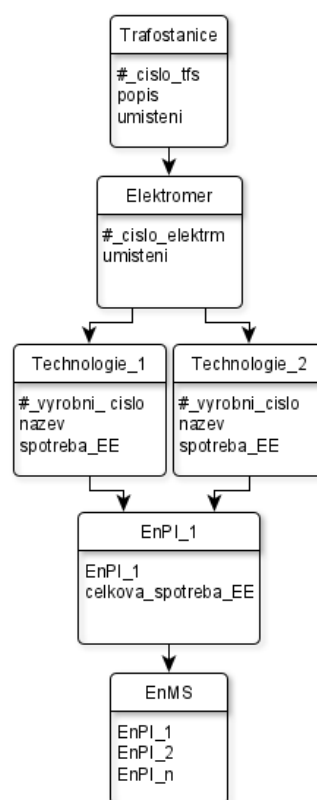 Trafostanice
#_cislo_tfs
popis
umisteni
Elektromer
#_cislo_elektrm
umisteni
Technologie_1
#_vyrobni_ cislo
nazev
spotreba_EE
Technologie_2
#_vyrobni_cislo
nazev
spotreba_EE
EnPI_1
EnPI_1
celkova_spotreba_EE
EnMS
EnPI_1
EnPI_2
EnPI_n